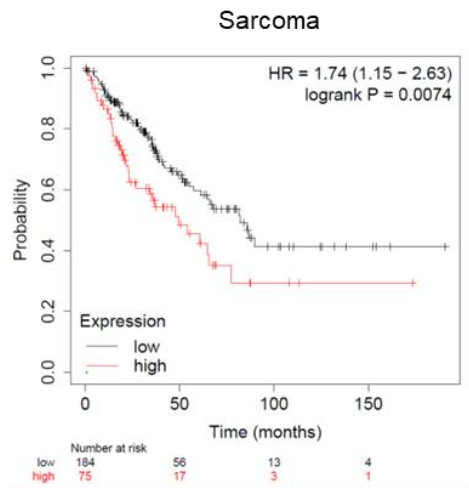 Sarcoma
HR = 1.74 (1.15 − 2.63)
logrank P = 0.0074
Probability
1.0
0.8
0.6
0.4
0.2
0.0
Expression
low
high
0 50 100 150
Time (months)
Number at risk
low 184 56 13 4
high 75 17 3 1